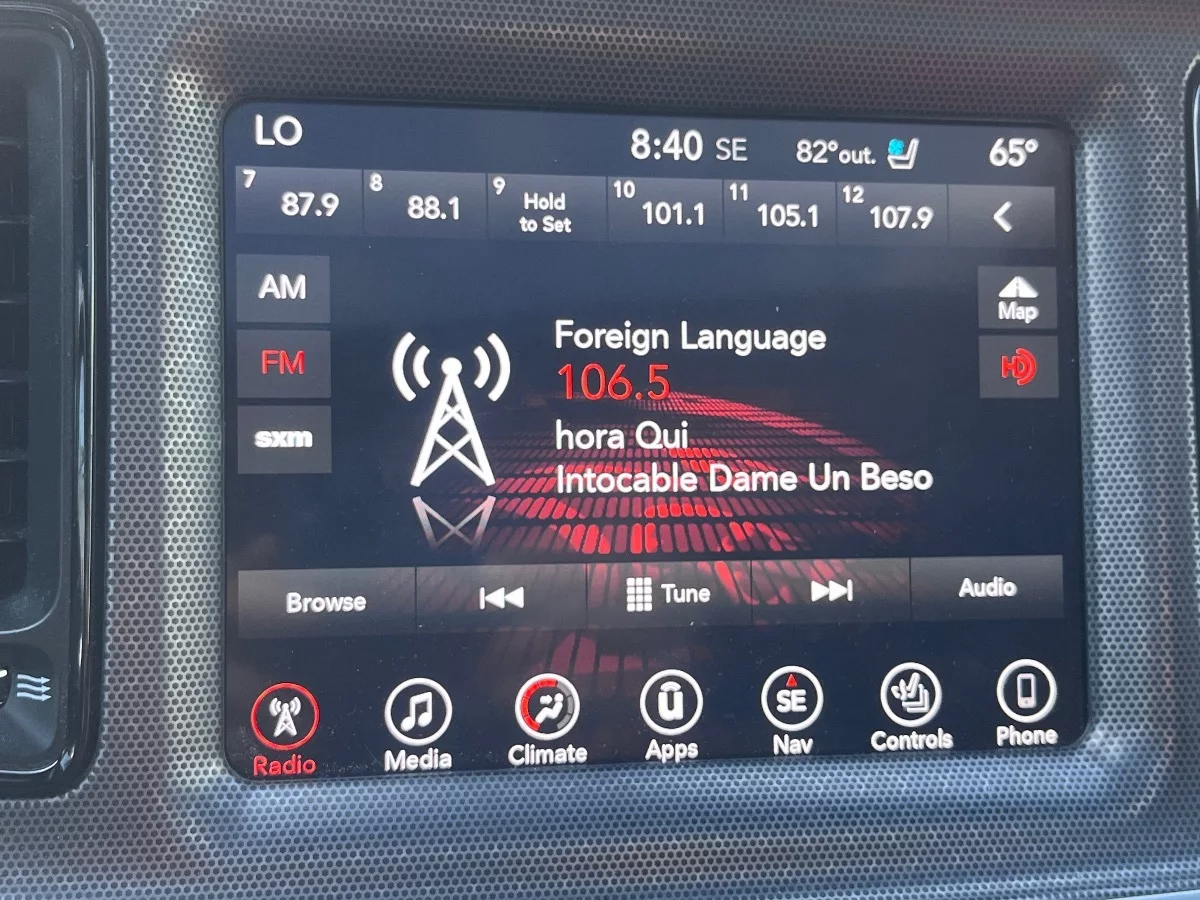 LO 8:40 SE 82°out. 65°
7 87.9 8 88.1 9 Hold to Set 10 101.1 11 105.1 12 107.9
AM
Map
Foreign Language
FM
106.5
HD
hora Qui
sxm
Intocable Dame Un Beso
Browse Tune Audio
u SE
Radio Media Climate Apps Nav Controls Phone